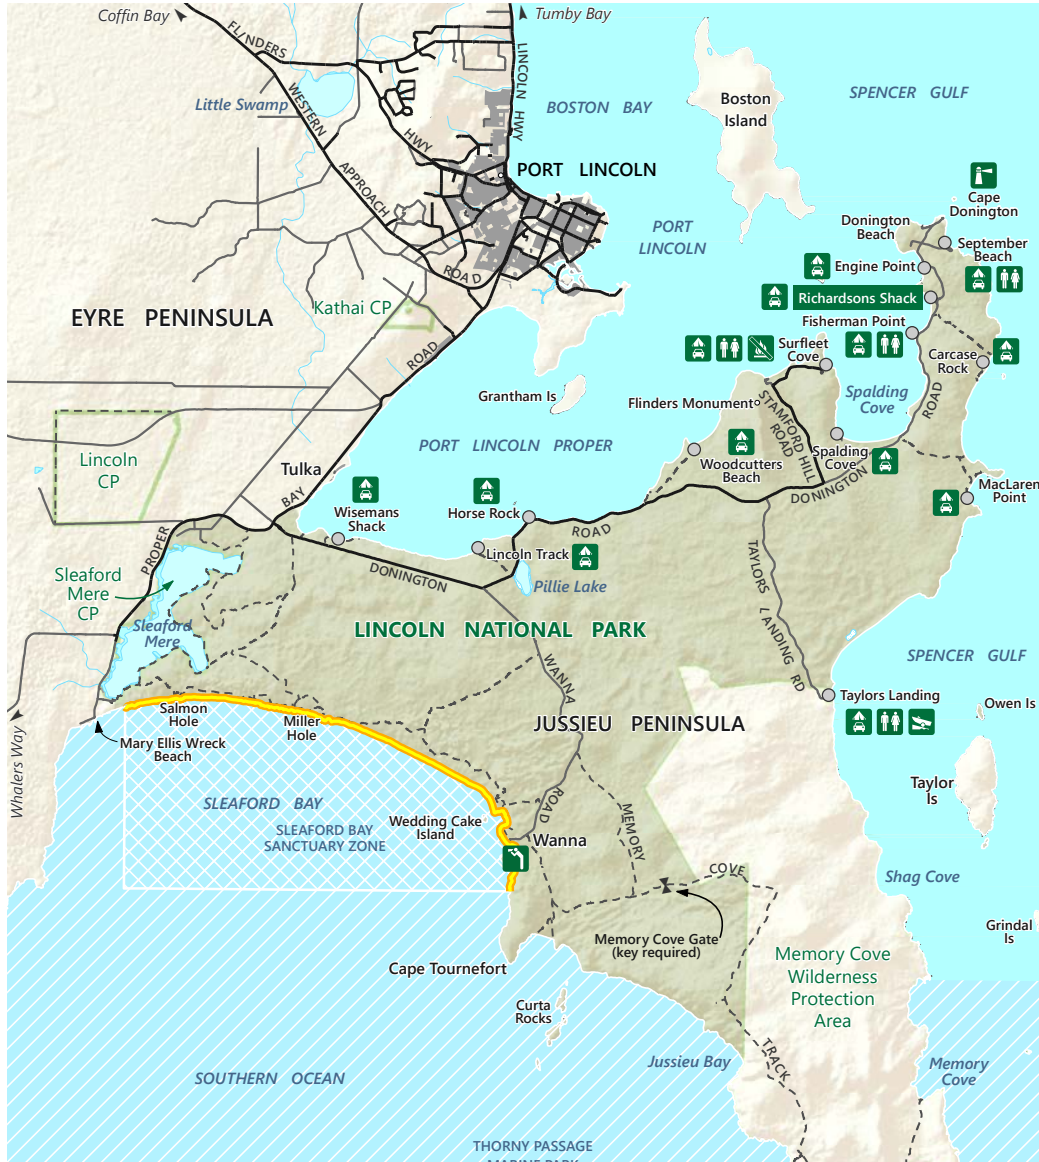 Coffin Bay
Tumby Bay
FLINDERS
HWY
LINCOLN HWY
WESTERN
APPROACH
ROAD
Little Swamp
BOSTON BAY
Boston
Island
SPENCER GULF
PORT LINCOLN
PORT
LINCOLN
Cape
Donington
Donington
Beach
September
Beach
Engine Point
Richardsons Shack
Fisherman Point
Kathai CP
EYRE PENINSULA
ROAD
Surfleet
Cove
Carcase
Rock
Spalding
Cove
ROAD
Grantham Is
Flinders Monument
STAMFORD HILL
ROAD
PORT LINCOLN PROPER
Lincoln
CP
Tulka
BAY
Woodcutters
Beach
Spalding
Cove
DONINGTON
MacLaren
Point
Wisemans
Shack
Horse Rock
ROAD
PROPER
Lincoln Track
DONINGTON
Pillie Lake
TAYLORS LANDING RD
Sleaford
Mere
CP
Sleaford
Mere
LINCOLN NATIONAL PARK
WANNA
SPENCER GULF
Taylors Landing
Owen Is
Salmon
Hole
Miller
Hole
JUSSIEU PENINSULA
Mary Ellis Wreck
Beach
Whalers Way
Taylor
Is
SLEAFORD BAY
SLEAFORD BAY
SANCTUARY ZONE
Wedding Cake
Island
ROAD
Wanna
MEMORY
COVE
Shag Cove
Memory Cove Gate
(key required)
Grindal
Is
Cape Tournefort
Memory Cove
Wilderness
Protection
Area
Curta
Rocks
Jussieu Bay
TRACK
Memory
Cove
SOUTHERN OCEAN
THORNY PASSAGE
MARINE PARK